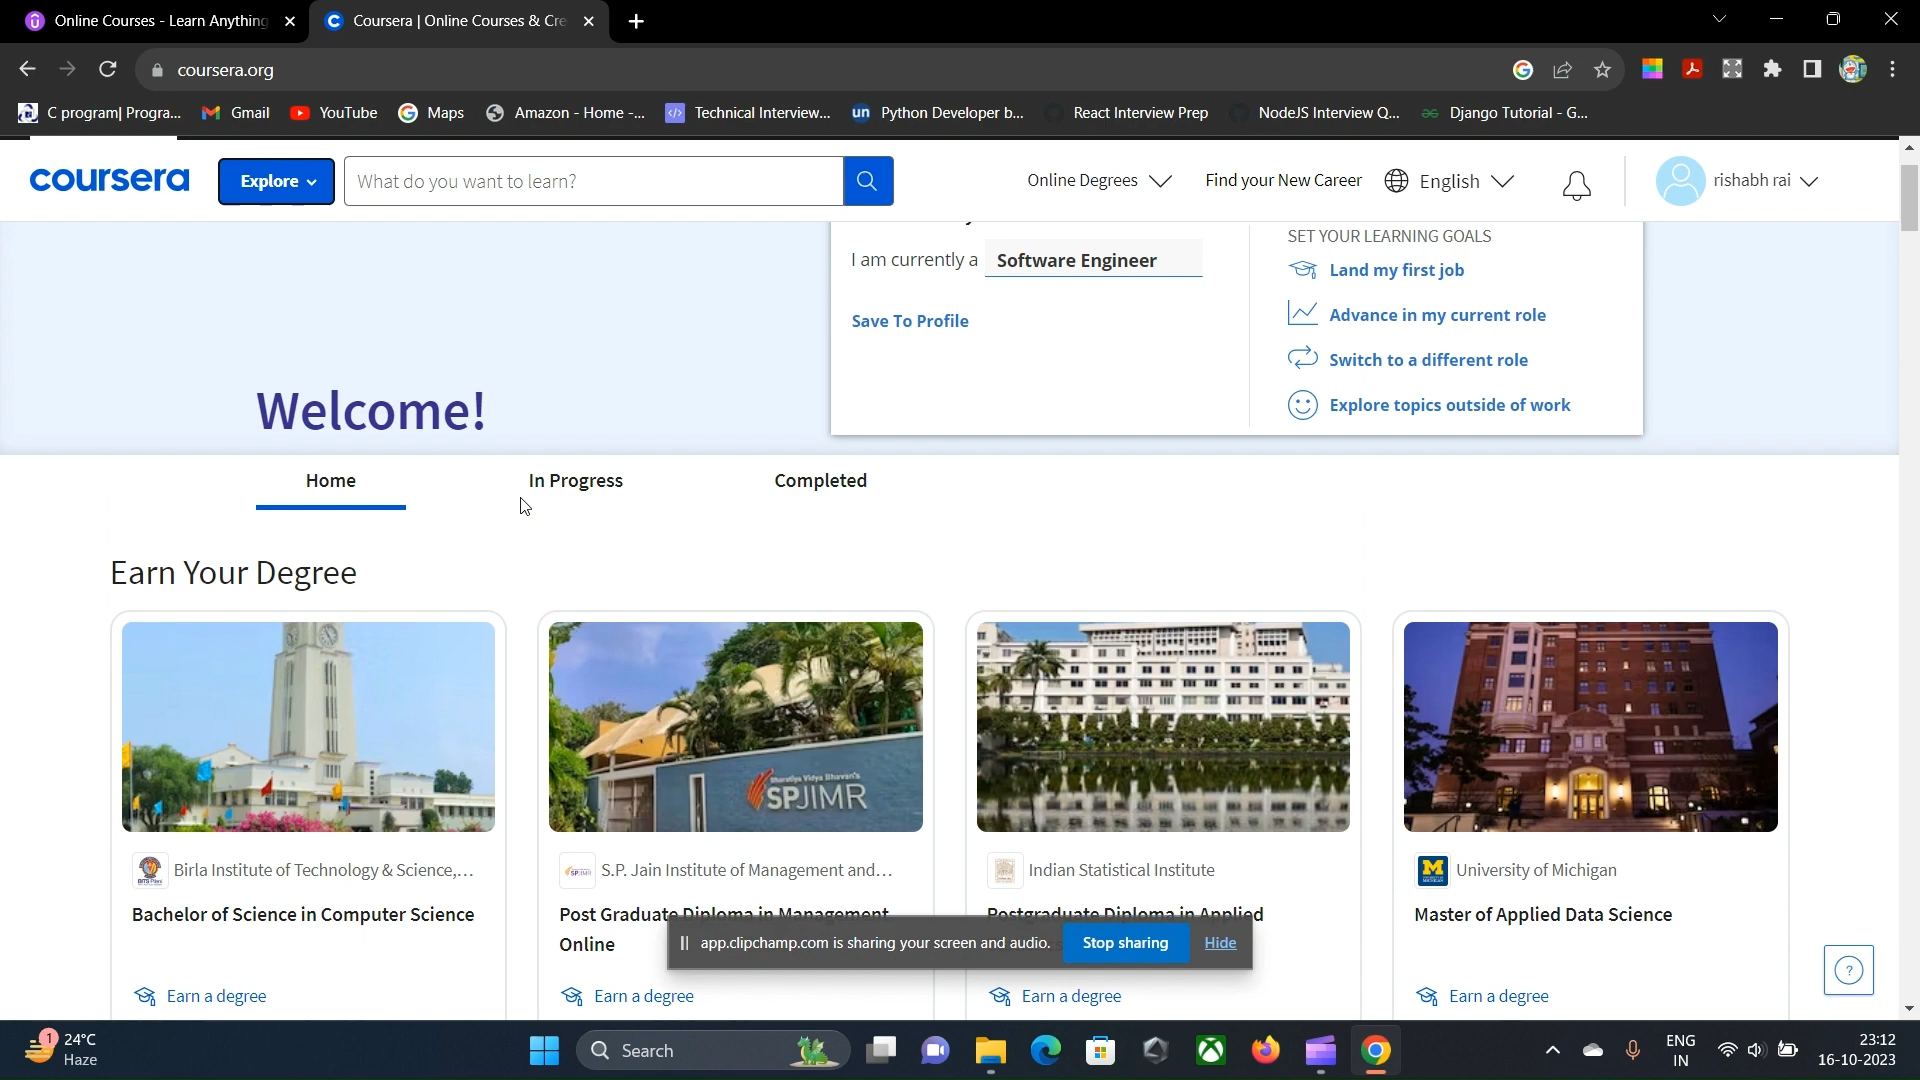 Online Courses - Learn Anything
Coursera | Online Courses & Cre
coursera.org
C program| Progra...
Gmail
YouTube
Maps
Amazon - Home -...
Technical Interview...
un Python Developer b...
React Interview Prep
NodeJS Interview Q...
Django Tutorial - G...
coursera
Explore
What do you want to learn?
Online Degrees
Find your New Career
English
rishabh rai
I am currently a Software Engineer
Save To Profile
SET YOUR LEARNING GOALS
Land my first job
Advance in my current role
Switch to a different role
Explore topics outside of work
Welcome!
Home
In Progress
Completed
Earn Your Degree
SPJIMR
Birla Institute of Technology & Science,...
Bachelor of Science in Computer Science
Earn a degree
S.P. Jain Institute of Management and...
Post Graduate Diploma in Management
Online
Earn a degree
Indian Statistical Institute
Postgraduate Diploma in Applied
Earn a degree
University of Michigan
Master of Applied Data Science
Earn a degree
app.clipchamp.com is sharing your screen and audio.
Stop sharing
Hide
?
1
24°C
Haze
Search
ENG
IN
23:12
16-10-2023